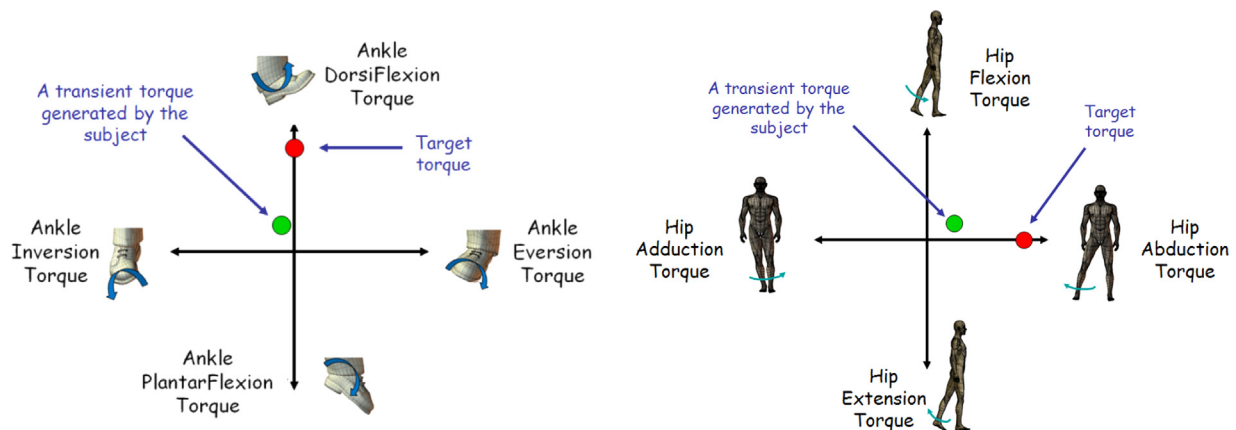 Ankle
DorsiFlexion
Torque
A transient torque
generated by the
subject
Target
torque
Ankle
Inversion
Torque
Ankle
Eversion
Torque
Ankle
PlantarFlexion
Torque
Hip
Flexion
Torque
A transient torque
generated by the
subject
Target
torque
Hip
Adduction
Torque
Hip
Abduction
Torque
Hip
Extension
Torque